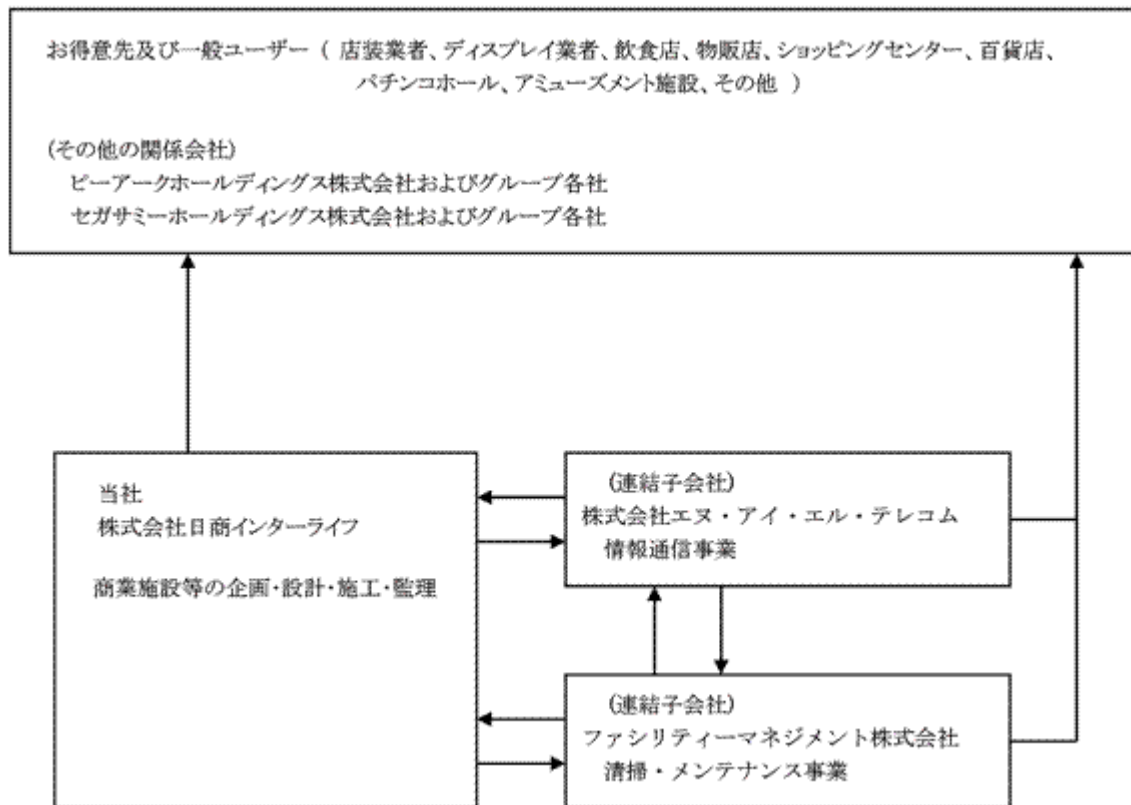 お得意先及び一般ユーザー（ 店装業者、ディスプレイ業者、飲食店、物販店、ショッピングセンター、百貨店、
パチンコホール、アミューズメント施設、その他 ）
(その他の関係会社)
ピーアークホールディングス株式会社およびグループ各社
セガサミーホールディングス株式会社およびグループ各社
当社
株式会社日商インターライフ
商業施設等の企画・設計・施工・監理
(連結子会社)
株式会社エヌ・アイ・エル・テレコム
情報通信事業
(連結子会社)
ファシリティーマネジメント株式会社
清掃・メンテナンス事業